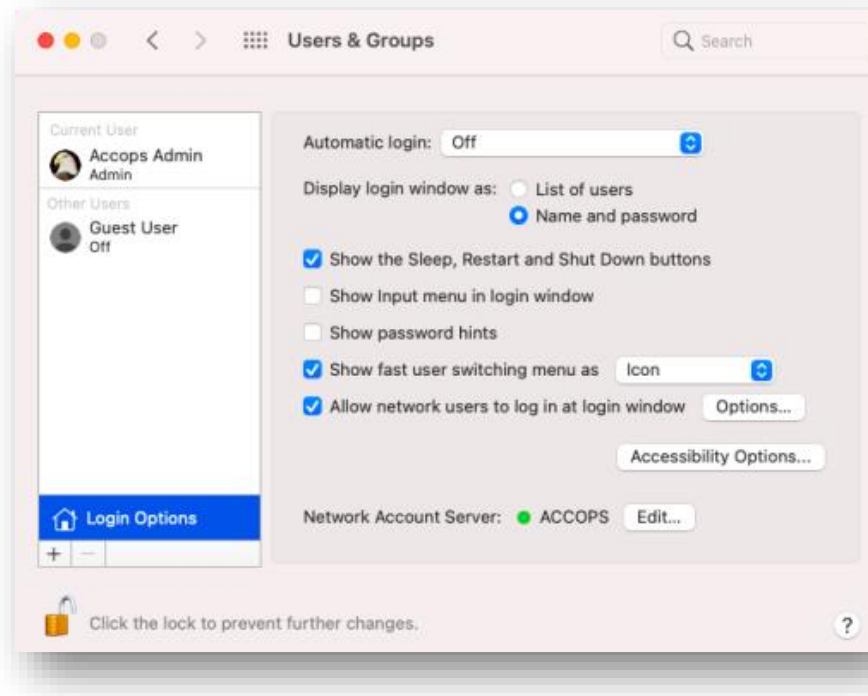 Users & Groups
Search
Current User
Accops Admin
Admin
Other Users
Guest User
Off
Login Options
Automatic login: Off
Display login window as: List of users
Name and password
Show the Sleep, Restart and Shut Down buttons
Show Input menu in login window
Show password hints
Show fast user switching menu as Icon
Allow network users to log in at login window Options...
Accessibility Options...
Network Account Server: ACCOPS Edit...
Click the lock to prevent further changes.
?